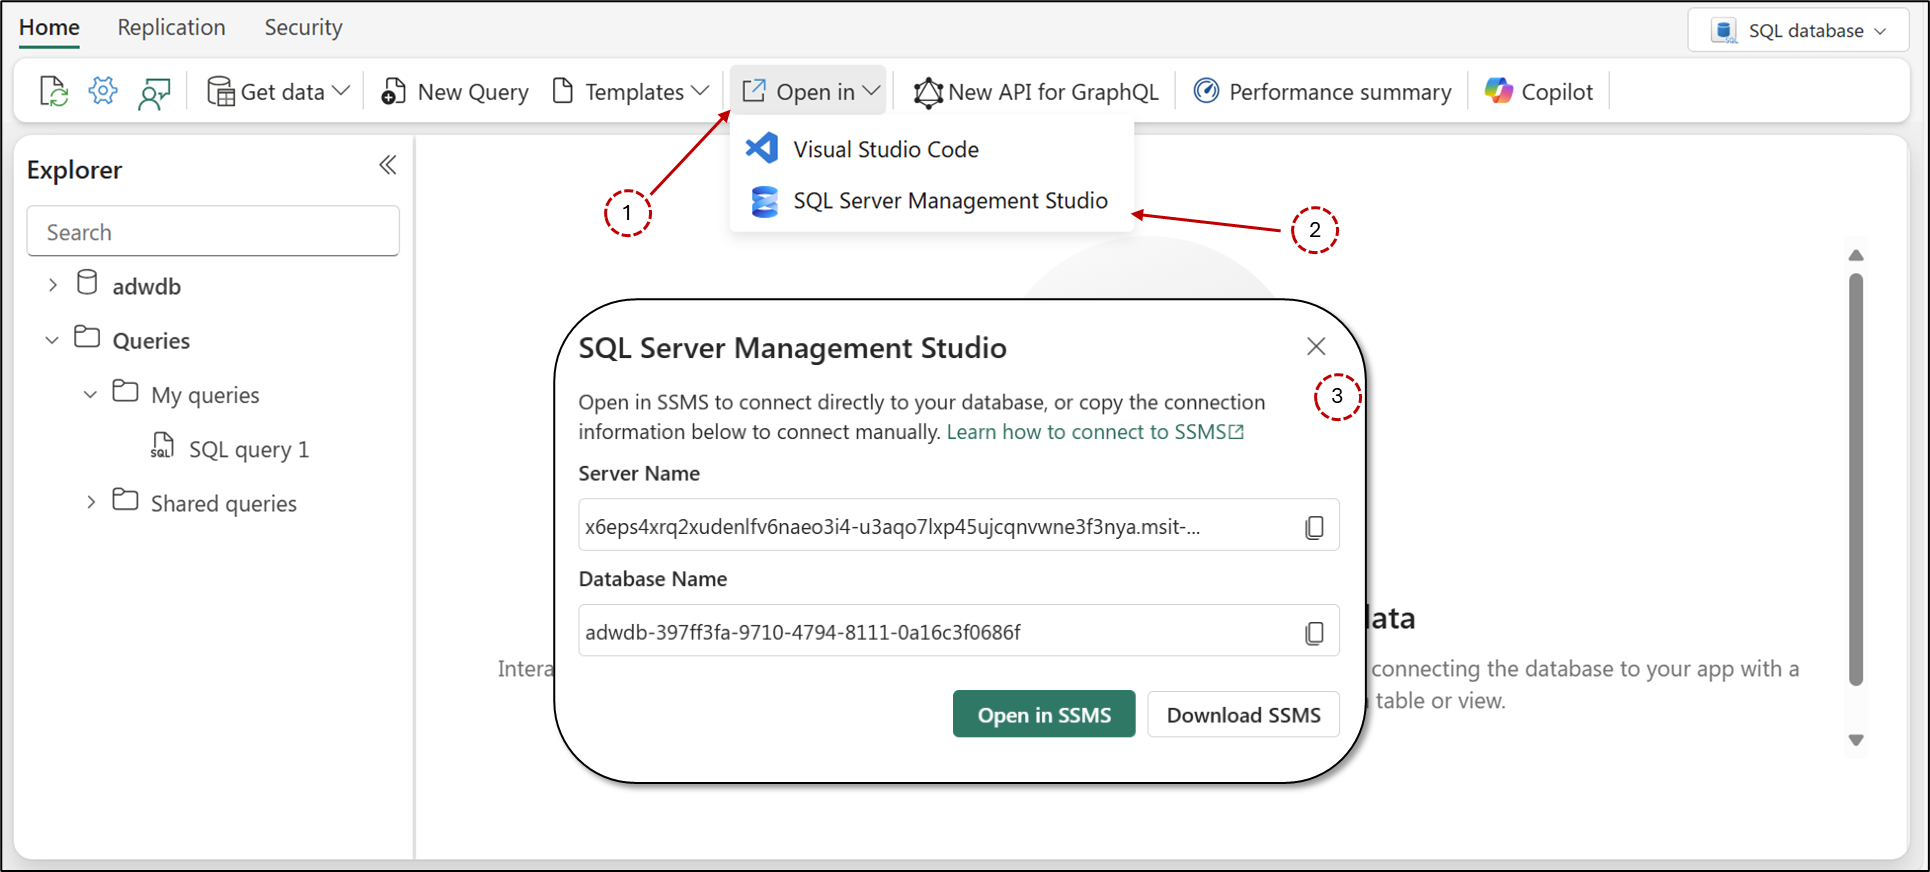 Home Replication Security
SQL database
Get data New Query Templates Open in New API for GraphQL Performance summary Copilot
Visual Studio Code
SQL Server Management Studio
1
2
Explorer
Search
adwdb
Queries
My queries
SQL
SQL query 1
Shared queries
SQL Server Management Studio
3
Open in SSMS to connect directly to your database, or copy the connection
information below to connect manually. Learn how to connect to SSMS
Server Name
x6eps4xrq2xudenlfv6naeo3i4-u3aqo7lxp45ujcqnvwne3f3nya.msit-...
Database Name
adwdb-397ff3fa-9710-4794-8111-0a16c3f0686f
Open in SSMS Download SSMS
data
Intera connecting the database to your app with a
table or view.